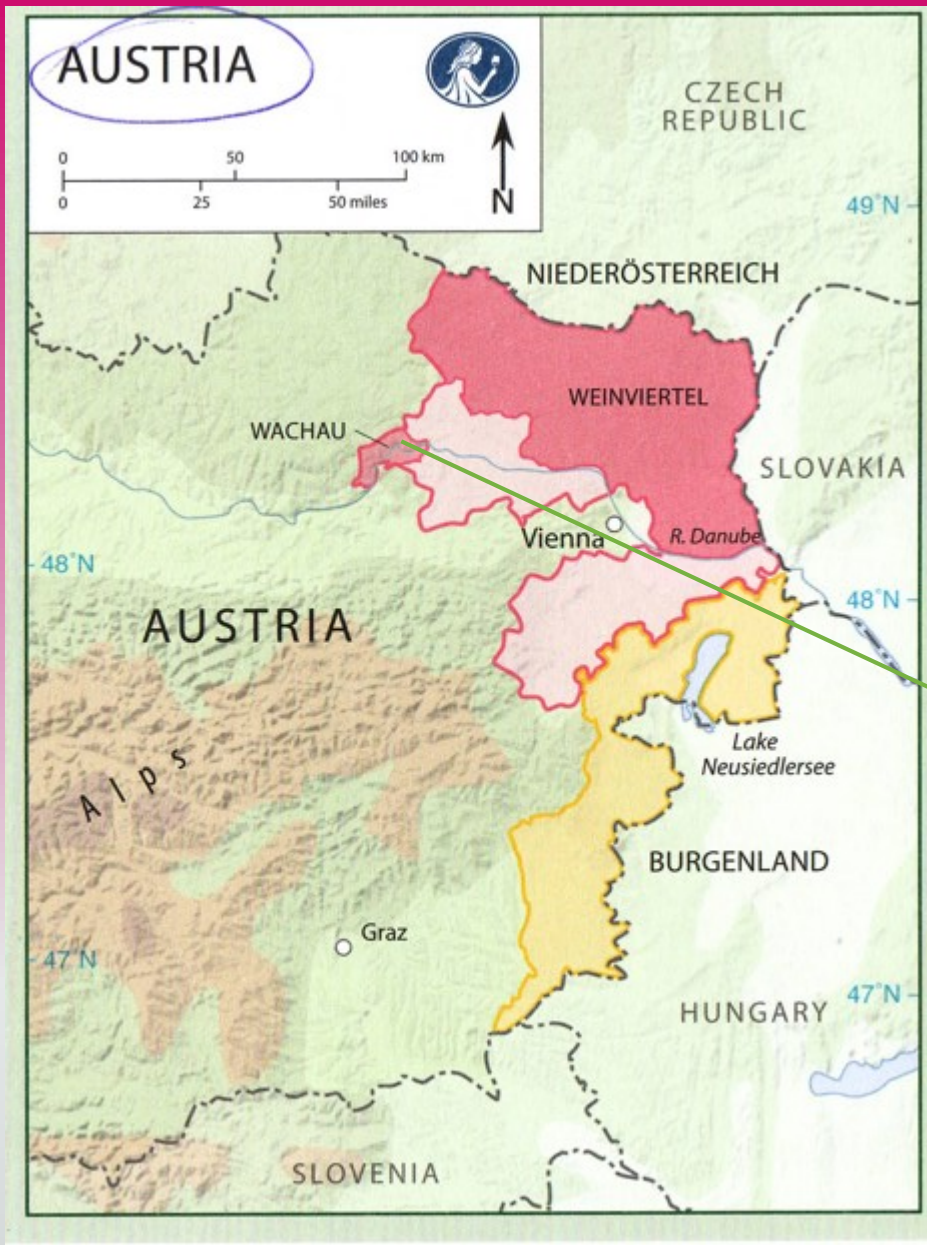 AUSTRIA
0 50 100 km
0 25 50 miles
N
CZECH
REPUBLIC
49°N
NIEDERÖSTERREICH
WEINVIERTEL
WACHAU
SLOVAKIA
Vienna
R. Danube
48°N
48°N
AUSTRIA
Lake
Neusiedlersee
Alps
BURGENLAND
Graz
47°N
47°N
HUNGARY
SLOVENIA